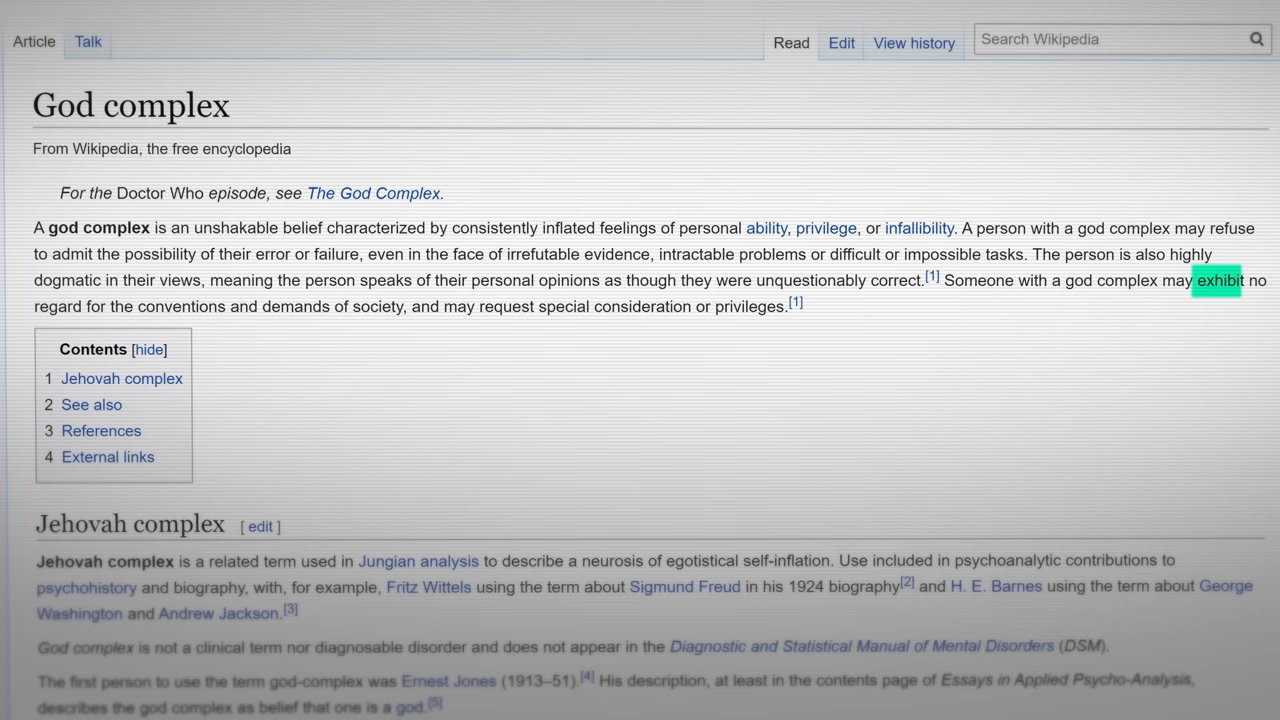 Article Talk Read Edit View history Search Wikipedia
God complex
From Wikipedia, the free encyclopedia
For the Doctor Who episode, see The God Complex.
A god complex is an unshakable belief characterized by consistently inflated feelings of personal ability, privilege, or infallibility. A person with a god complex may refuse
to admit the possibility of their error or failure, even in the face of irrefutable evidence, intractable problems or difficult or impossible tasks. The person is also highly
dogmatic in their views, meaning the person speaks of their personal opinions as though they were unquestionably correct.[1] Someone with a god complex may exhibit no
regard for the conventions and demands of society, and may request special consideration or privileges.[1]
Contents [hide]
1 Jehovah complex
2 See also
3 References
4 External links
Jehovah complex [ edit ]
Jehovah complex is a related term used in Jungian analysis to describe a neurosis of egotistical self-inflation. Use included in psychoanalytic contributions to
psychohistory and biography, with, for example, Fritz Wittels using the term about Sigmund Freud in his 1924 biography[2] and H. E. Barnes using the term about George
Washington and Andrew Jackson.[3]
God complex is not a clinical term nor diagnosable disorder and does not appear in the Diagnostic and Statistical Manual of Mental Disorders (DSM).
The first person to use the term god-complex was Ernest Jones (1913–51).[4] His description, at least in the contents page of Essays in Applied Psycho-Analysis,
describes the god complex as belief that one is a god.[5]